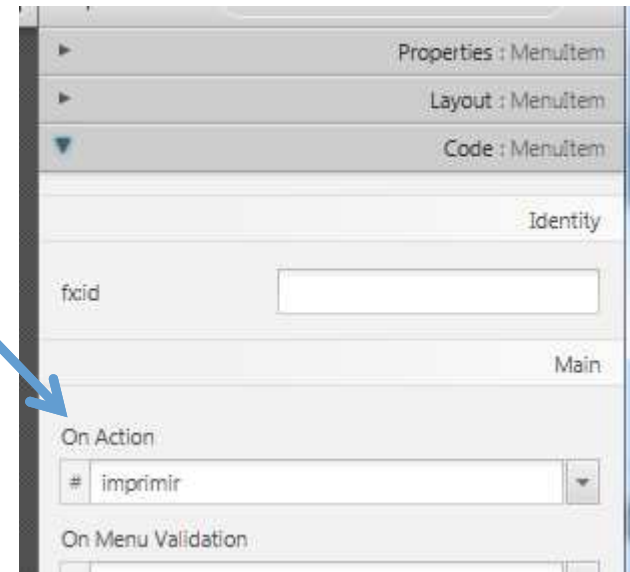 Properties : MenuItem
Layout : MenuItem
Code : MenuItem
Identity
fx:id
Main
On Action
# imprimir
On Menu Validation